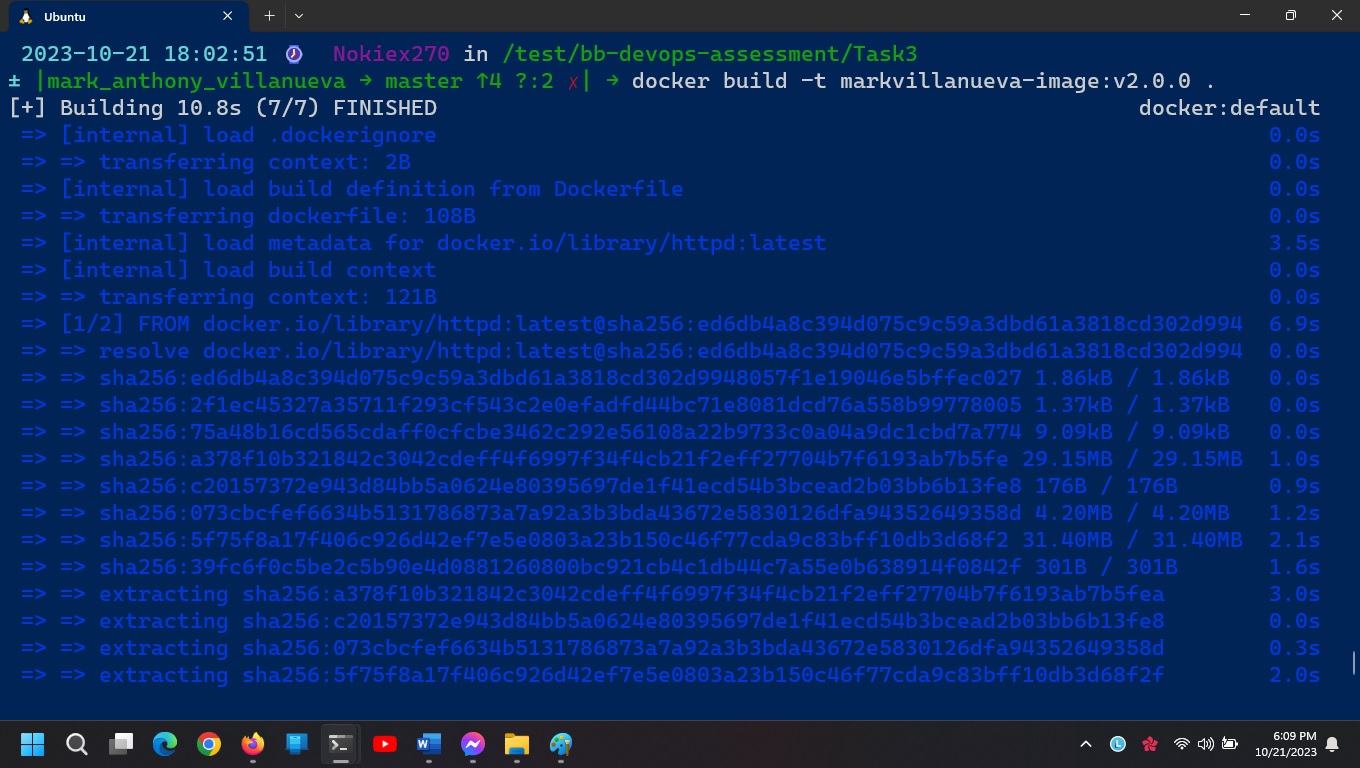 Ubuntu
2023-10-21 18:02:51 Nokiex270 in /test/bb-devops-assessment/Task3
± |mark_anthony_villanueva → master ↑4 ?:2 ✗| → docker build -t markvillanueva-image:v2.0.0 .
[+] Building 10.8s (7/7) FINISHED docker:default
=> [internal] load .dockerignore 0.0s
=> => transferring context: 2B 0.0s
=> [internal] load build definition from Dockerfile 0.0s
=> => transferring dockerfile: 108B 0.0s
=> [internal] load metadata for docker.io/library/httpd:latest 3.5s
=> [internal] load build context 0.0s
=> => transferring context: 121B 0.0s
=> [1/2] FROM docker.io/library/httpd:latest@sha256:ed6db4a8c394d075c9c59a3dbd61a3818cd302d994 6.9s
=> => resolve docker.io/library/httpd:latest@sha256:ed6db4a8c394d075c9c59a3dbd61a3818cd302d994 0.0s
=> => sha256:ed6db4a8c394d075c9c59a3dbd61a3818cd302d9948057f1e19046e5bffec027 1.86kB / 1.86kB 0.0s
=> => sha256:2f1ec45327a35711f293cf543c2e0efadfd44bc71e8081dcd76a558b99778005 1.37kB / 1.37kB 0.0s
=> => sha256:75a48b16cd565cdaff0cfcbe3462c292e56108a22b9733c0a04a9dc1cbd7a774 9.09kB / 9.09kB 0.0s
=> => sha256:a378f10b321842c3042cdeff4f6997f34f4cb21f2eff27704b7f6193ab7b5fe 29.15MB / 29.15MB 1.0s
=> => sha256:c20157372e943d84bb5a0624e80395697de1f41ecd54b3bcead2b03bb6b13fe8 176B / 176B 0.9s
=> => sha256:073cbcfef6634b5131786873a7a92a3b3bda43672e5830126dfa94352649358d 4.20MB / 4.20MB 1.2s
=> => sha256:5f75f8a17f406c926d42ef7e5e0803a23b150c46f77cda9c83bff10db3d68f2 31.40MB / 31.40MB 2.1s
=> => sha256:39fc6f0c5be2c5b90e4d0881260800bc921cb4c1db44c7a55e0b638914f0842f 301B / 301B 1.6s
=> => extracting sha256:a378f10b321842c3042cdeff4f6997f34f4cb21f2eff27704b7f6193ab7b5fea 3.0s
=> => extracting sha256:c20157372e943d84bb5a0624e80395697de1f41ecd54b3bcead2b03bb6b13fe8 0.0s
=> => extracting sha256:073cbcfef6634b5131786873a7a92a3b3bda43672e5830126dfa94352649358d 0.3s
=> => extracting sha256:5f75f8a17f406c926d42ef7e5e0803a23b150c46f77cda9c83bff10db3d68f2f 2.0s
6:09 PM
10/21/2023